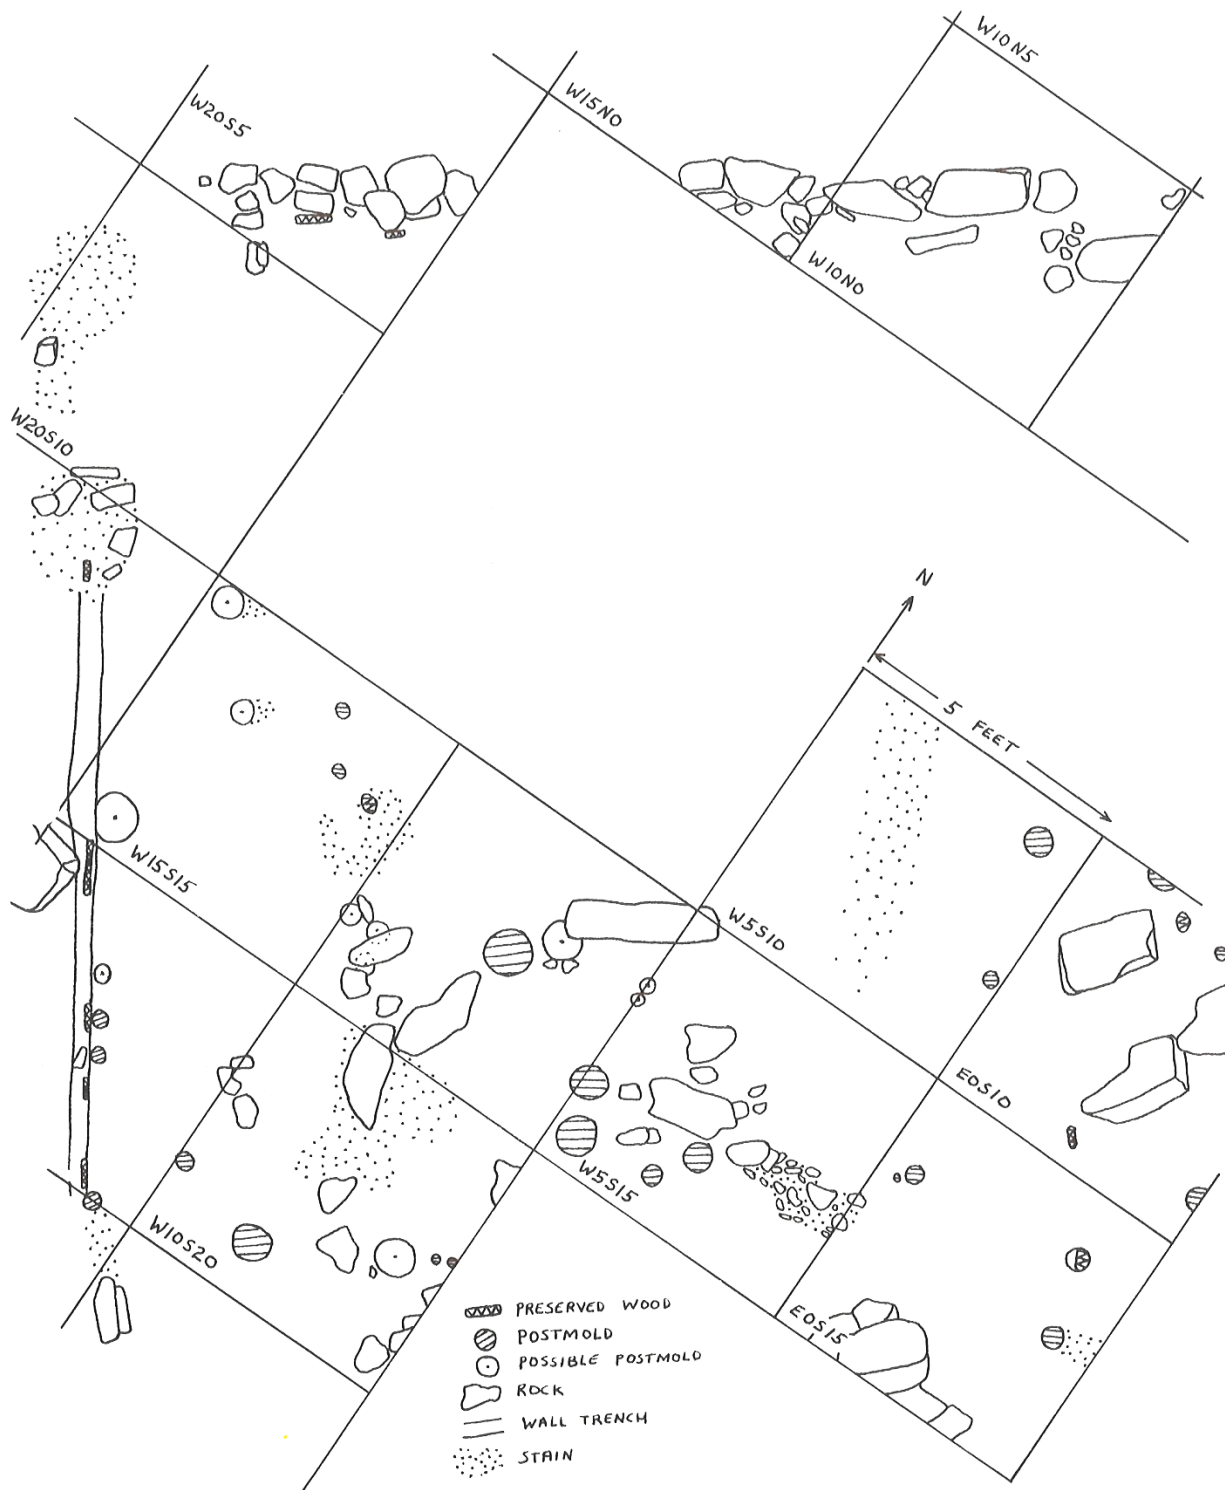 W10N5
W20S5
W15N0
W10N0
W20S10
N
5 FEET
W15S15
W5S10
E0S10
W5S15
W10S20
E0S15
PRESERVED WOOD
POSTMOLD
POSSIBLE POSTMOLD
ROCK
WALL TRENCH
STAIN